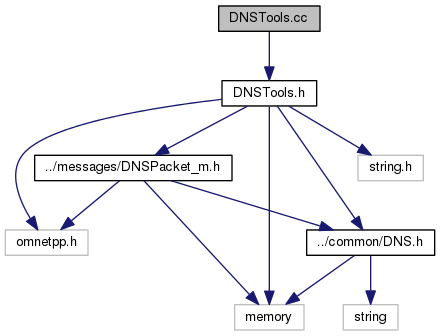 DNSTools.cc
DNSTools.h
../messages/DNSPacket_m.h
string.h
omnetpp.h
../common/DNS.h
memory
string